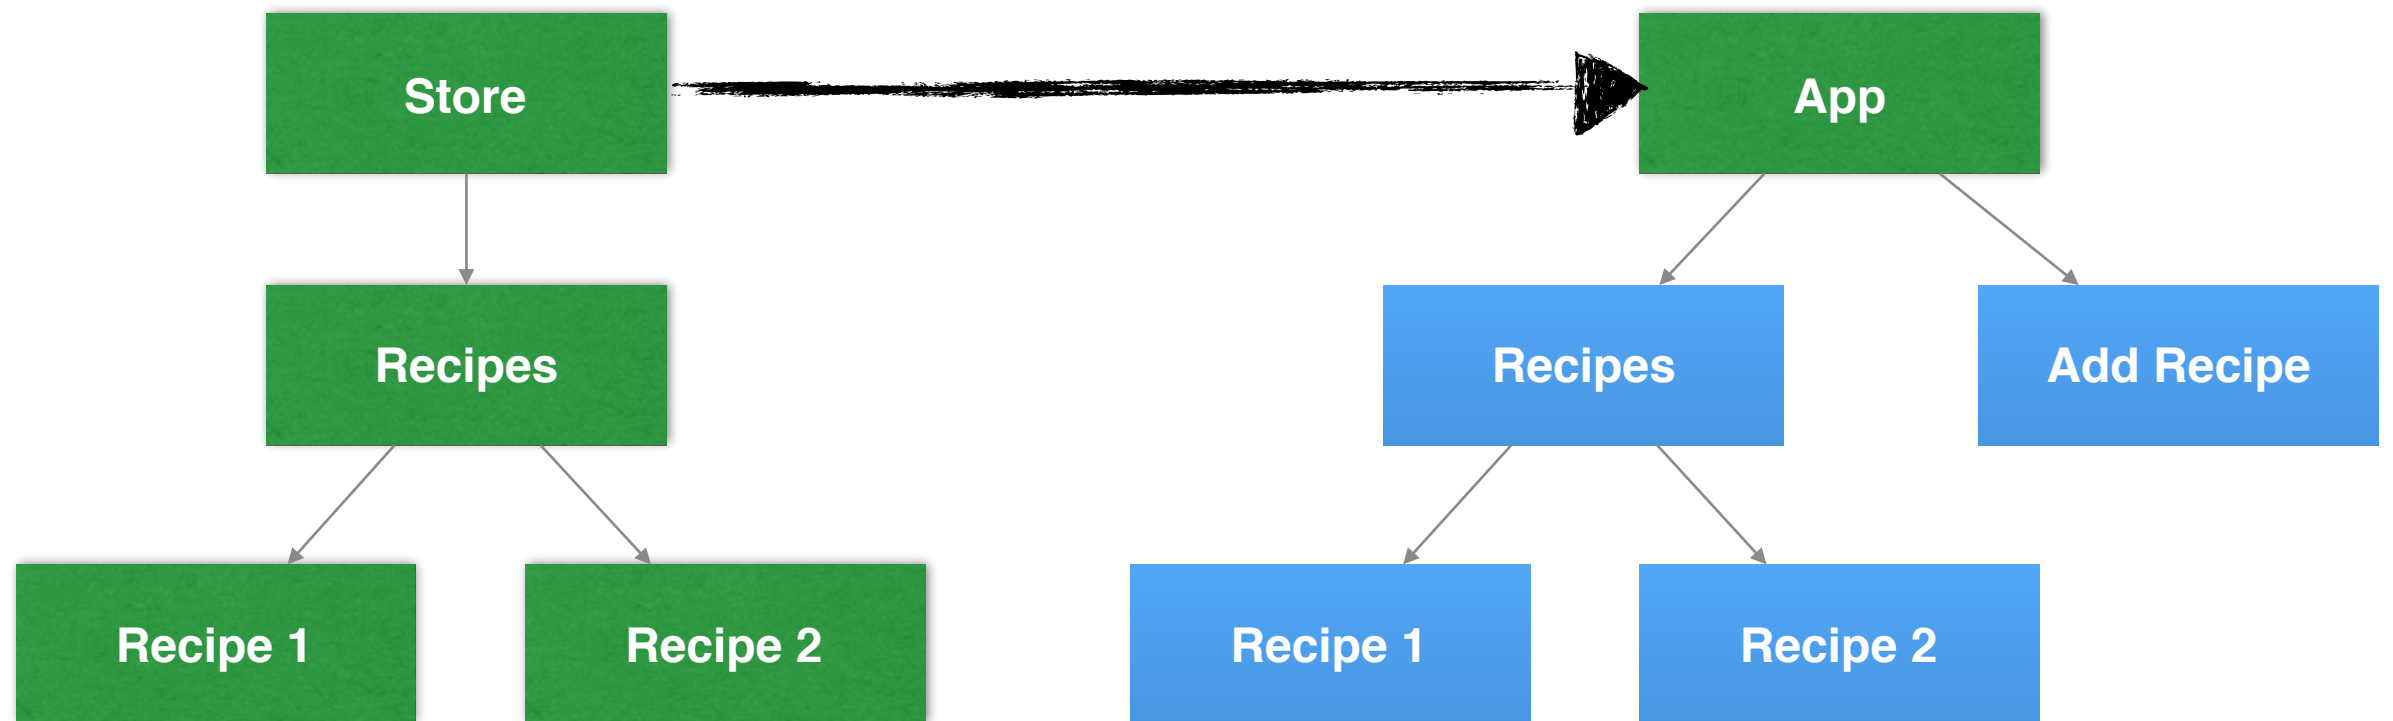 Store
App
Recipes
Recipes
Add Recipe
Recipe 1
Recipe 2
Recipe 1
Recipe 2